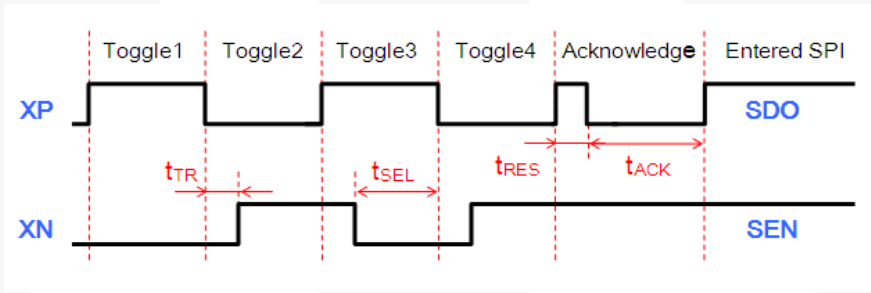 Toggle1 Toggle2 Toggle3 Toggle4 Acknowledge Entered SPI
XP SDO
tTR tSEL tRES tACK
XN SEN